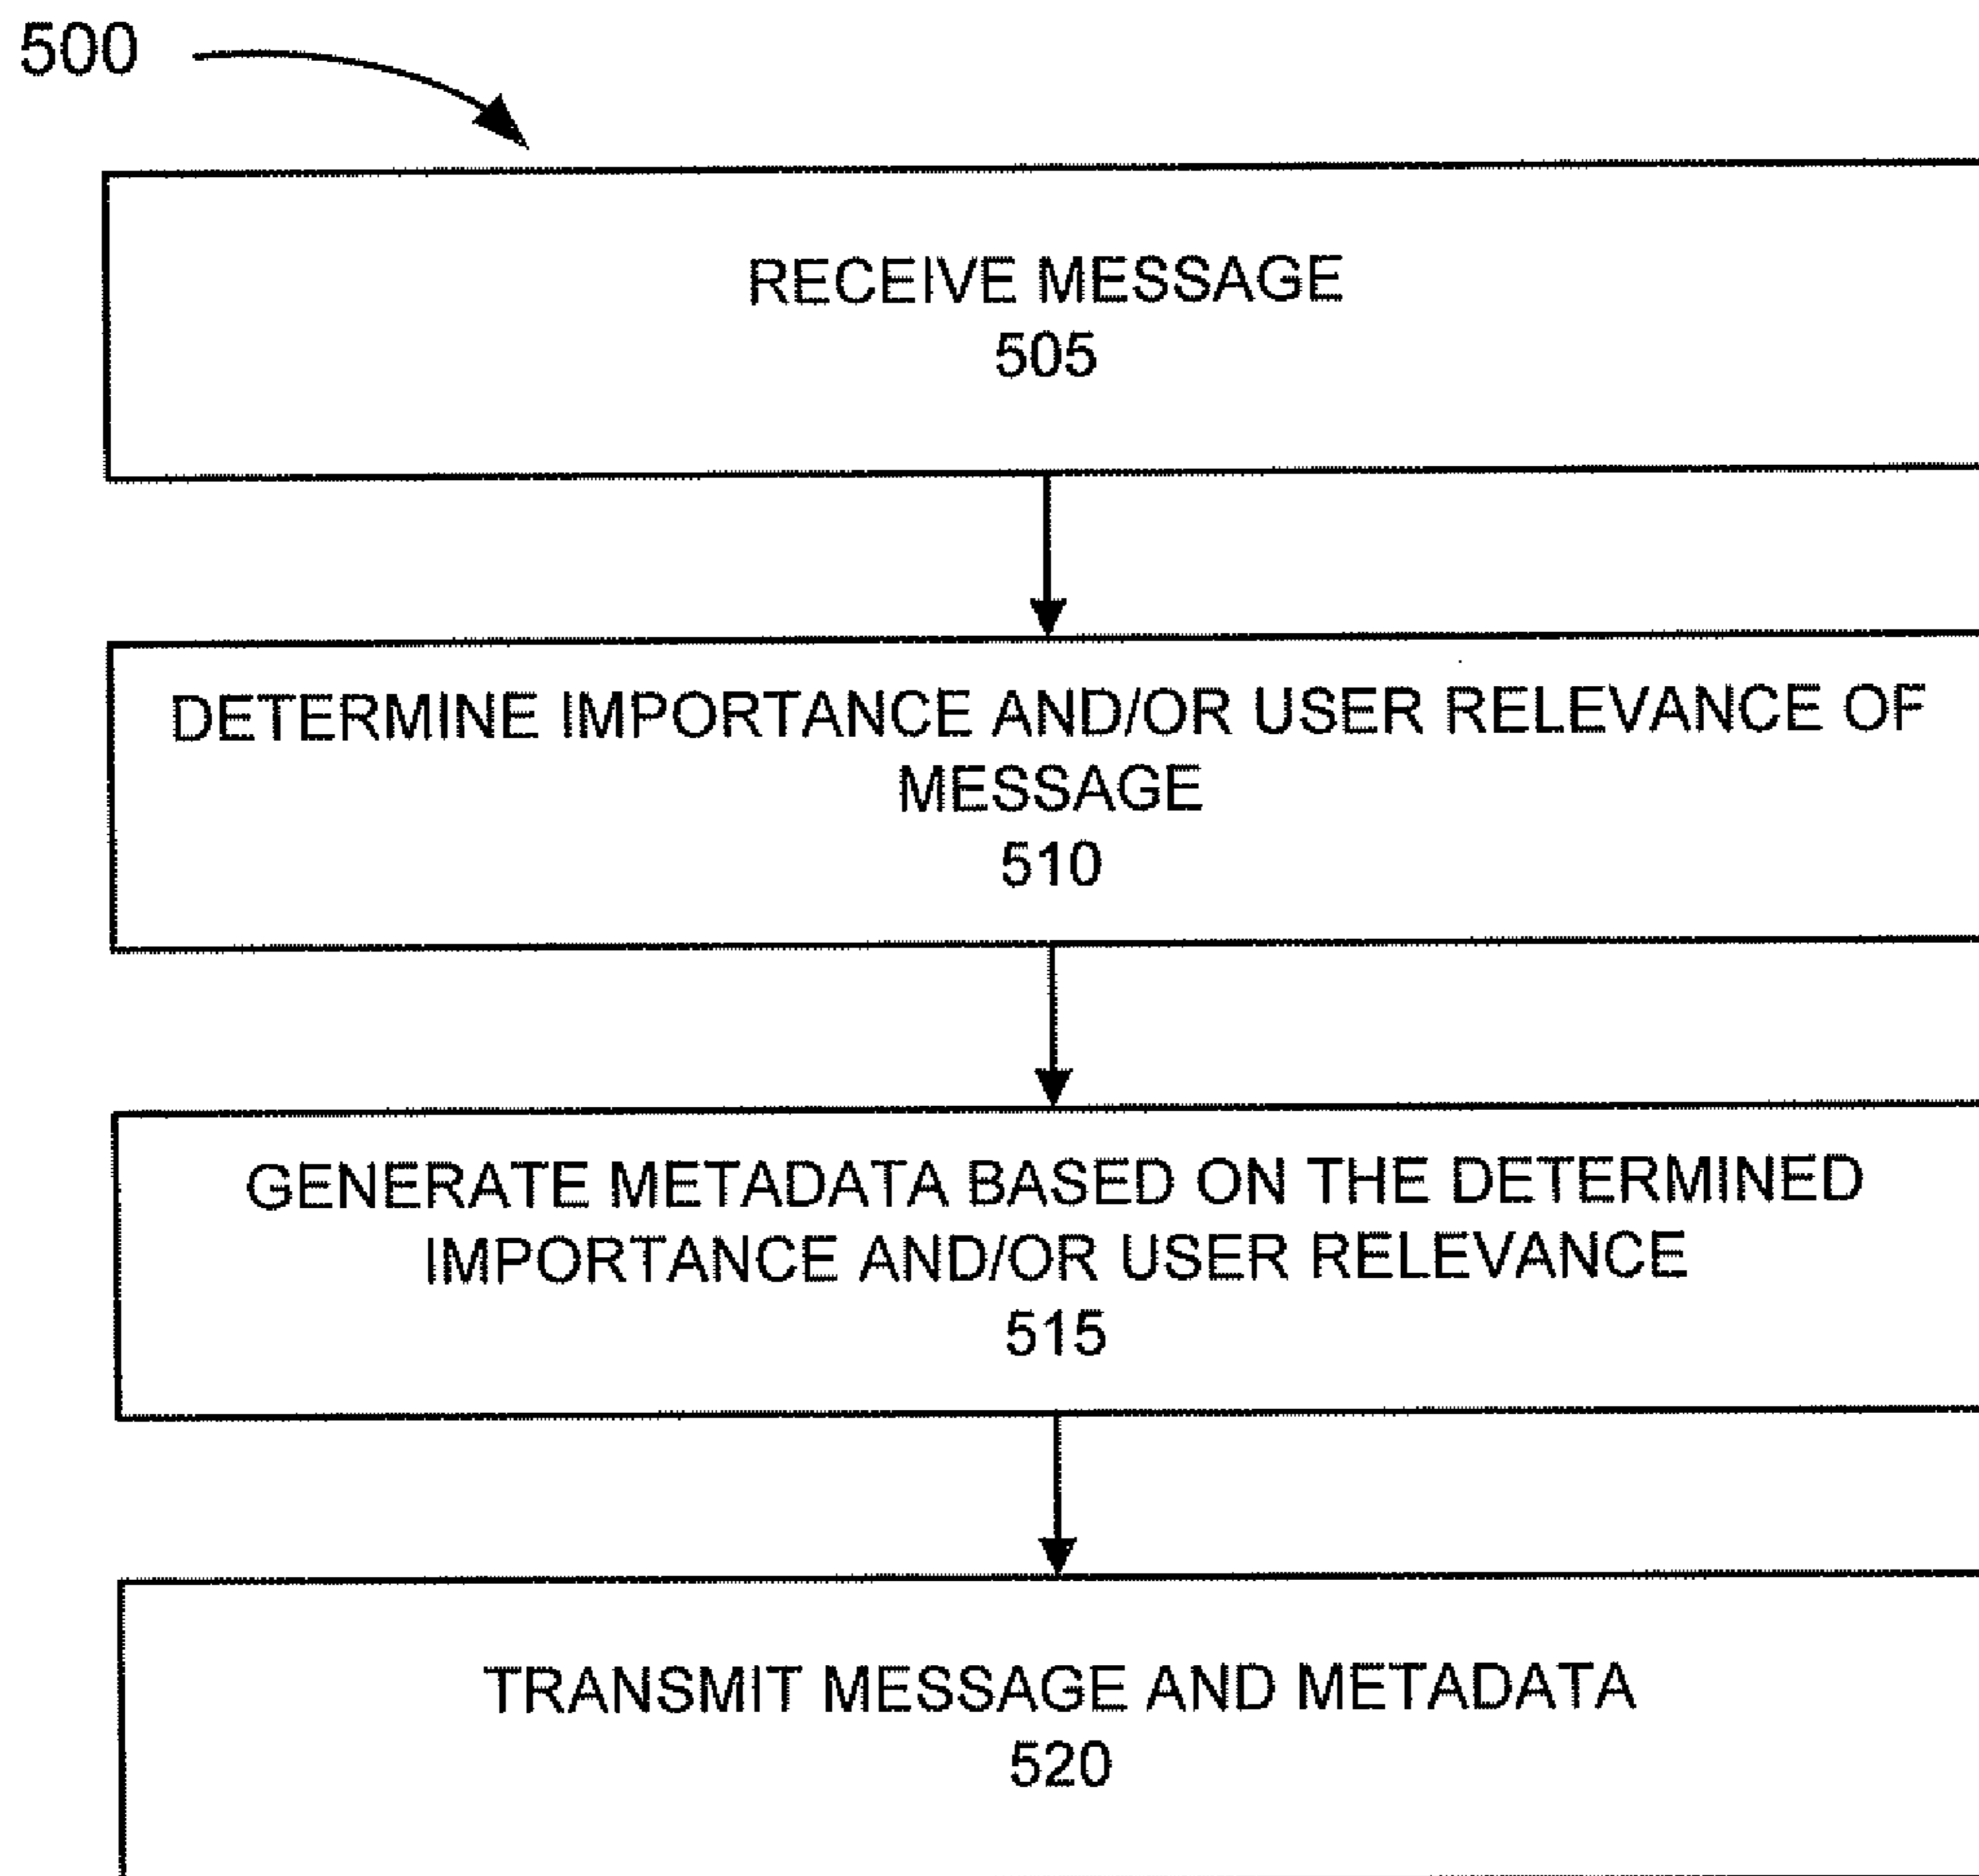 500
RECEIVE MESSAGE
505
DETERMINE IMPORTANCE AND/OR USER RELEVANCE OF
MESSAGE
510
GENERATE METADATA BASED ON THE DETERMINED
IMPORTANCE AND/OR USER RELEVANCE
515
TRANSMIT MESSAGE AND METADATA
520